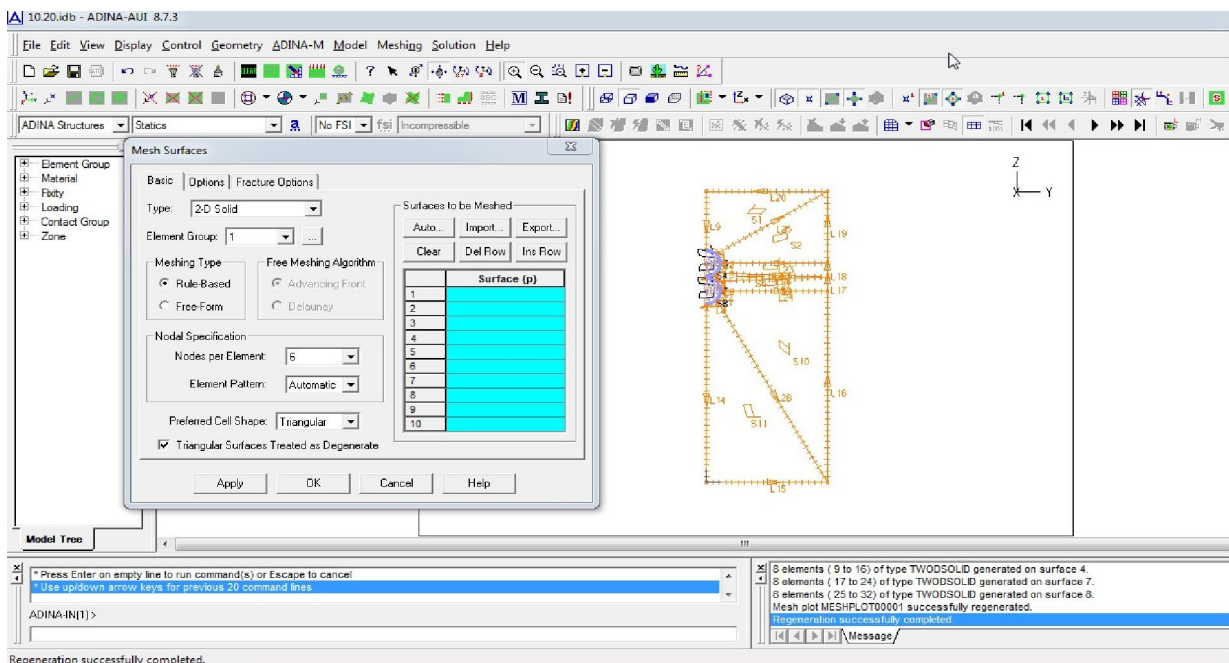 10.20.idb - ADINA-AUI 8.7.3
File Edit View Display Control Geometry ADINA-M Model Meshing Solution Help
ADINA Structures Statics No FSI fsi Incompressible
Mesh Surfaces
Element Group
Material
Fixity
Loading
Contact Group
Zone
Basic Options Fracture Options
Type: 2-D Solid
Element Group: 1 ...
Meshing Type
Rule-Based
Free-Form
Free Meshing Algorithm
Advancing Front
Delaunay
Nodal Specification
Nodes per Element: 6
Element Pattern: Automatic
Preferred Cell Shape: Triangular
Triangular Surfaces Treated as Degenerate
Surfaces to be Meshed
Auto... Import... Export...
Clear Del Row Ins Row
Surface {p}
1
2
3
4
5
6
7
8
9
10
Apply OK Cancel Help
Z
X Y
L20
S1
L9
S2
L19
L18
L17
S10
L14
L28
L16
S11
L15
Model Tree
* Press Enter on empty line to run command(s) or Escape to cancel
* Use up/down arrow keys for previous 20 command lines
ADINA-IN(1) >
8 elements ( 9 to 16) of type TWODSOLID generated on surface 4.
8 elements ( 17 to 24) of type TWODSOLID generated on surface 7.
8 elements ( 25 to 32) of type TWODSOLID generated on surface 8.
Mesh plot MESHPLOT00001 successfully regenerated.
Regeneration successfully completed.
Message
Regeneration successfully completed.